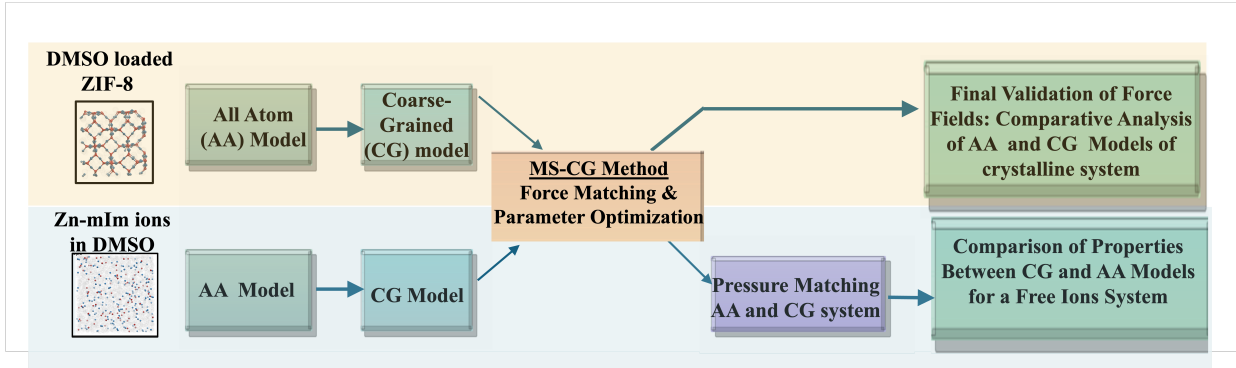 DMSO loaded
ZIF-8
All Atom
(AA) Model
Coarse-
Grained
(CG) model
MS-CG Method
Force Matching &
Parameter Optimization
Final Validation of Force
Fields: Comparative Analysis
of AA and CG Models of
crystalline system
Zn-mIm ions
in DMSO
AA Model
CG Model
Pressure Matching
AA and CG system
Comparison of Properties
Between CG and AA Models
for a Free Ions System